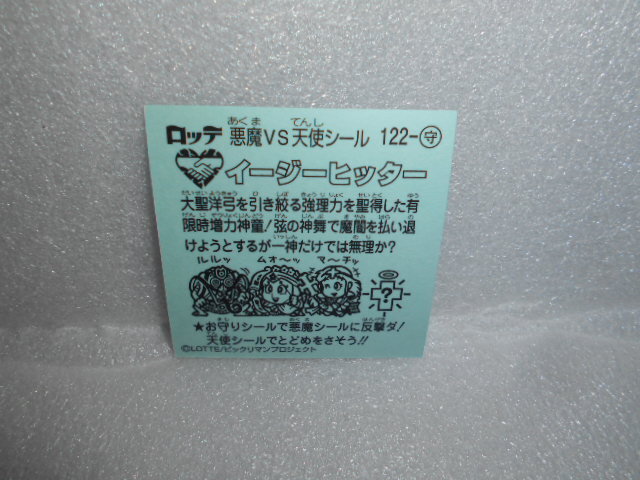 ロッテ 悪魔VS天使シール 122-守
イージーヒッター
大聖洋弓を引き絞る強理力を聖得した有
限時増力神童!弦の神舞で魔闇を払い退
けようとするが一神だけでは無理か?
ルルッ ムォ〜ッ マ〜チッ
?
★お守りシールで悪魔シールに反撃ダ!
天使シールでとどめをさそう!!
©LOTTE/ビックリマンプロジェクト